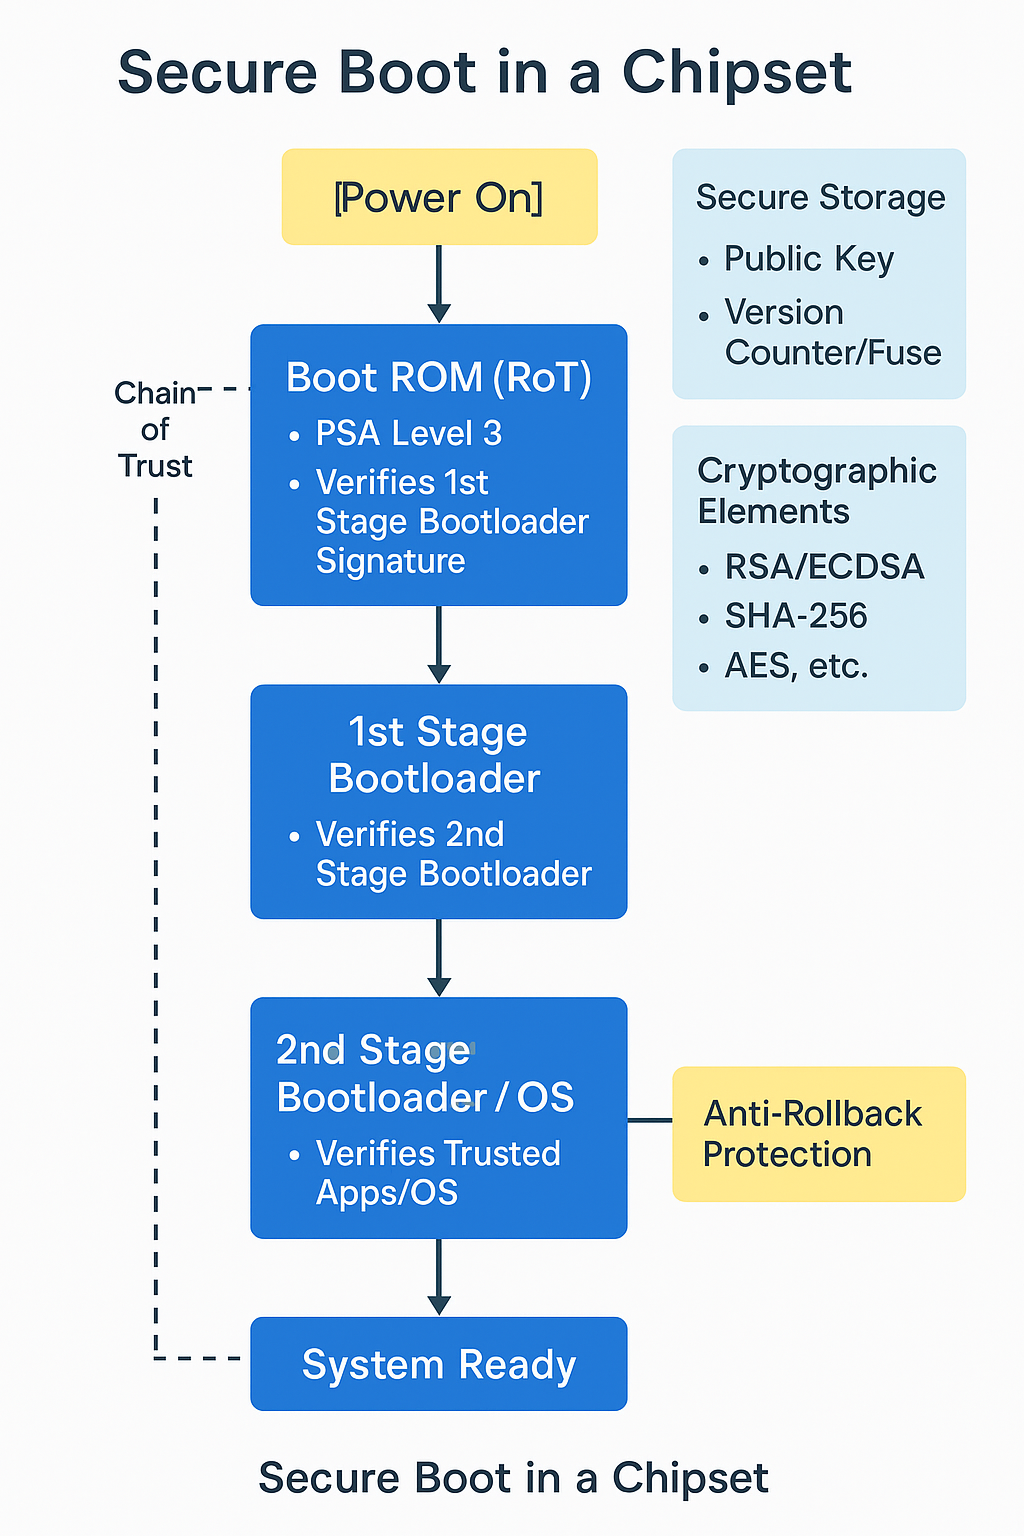 Secure Boot in a Chipset
[Power On]
Secure Storage
• Public Key
• Version
Counter/Fuse
Chain
of
Trust
Boot ROM (RoT)
• PSA Level 3
• Verifies 1st
Stage Bootloader
Signature
Cryptographic
Elements
• RSA/ECDSA
• SHA-256
• AES, etc.
1st Stage
Bootloader
• Verifies 2nd
Stage Bootloader
2nd Stage
Bootloader / OS
• Verifies Trusted
Apps/OS
Anti-Rollback
Protection
System Ready
Secure Boot in a Chipset